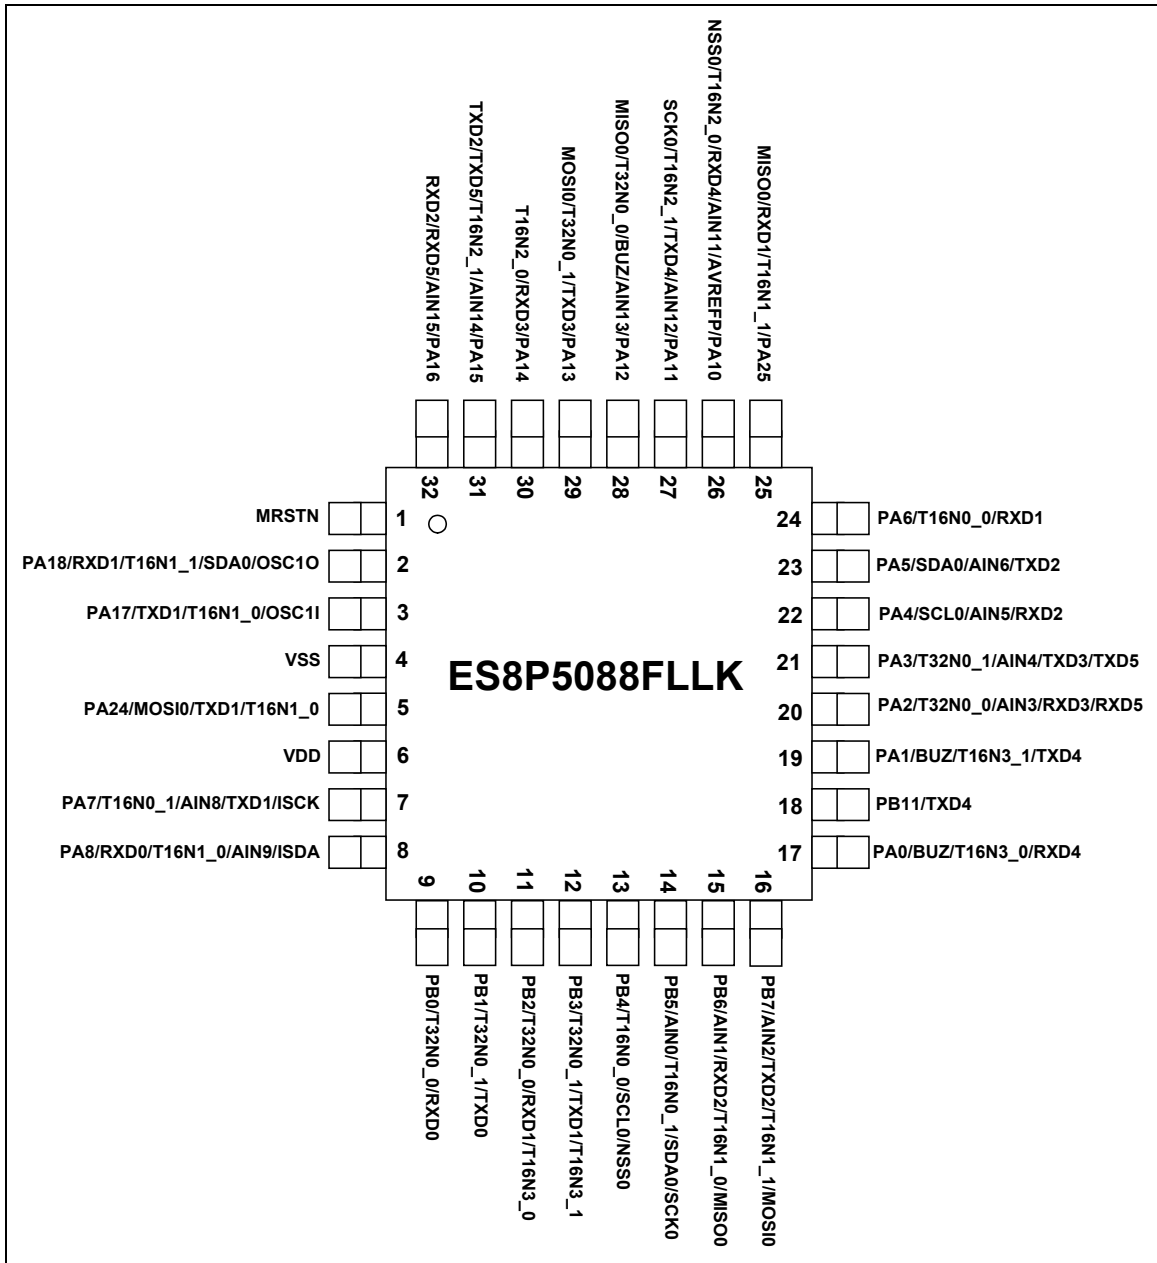 RXD2/RXD5/AIN15/PA16
TXD2/TXD5/T16N2_1/AIN14/PA15
T16N2_0/RXD3/PA14
MOSI0/T32N0_1/TXD3/PA13
MISO0/T32N0_0/BUZ/AIN13/PA12
SCK0/T16N2_1/TXD4/AIN12/PA11
NSS0/T16N2_0/RXD4/AIN11/AVREFP/PA10
MISO0/RXD1/T16N1_1/PA25
32
31
30
29
28
27
26
25
MRSTN
1
PA18/RXD1/T16N1_1/SDA0/OSC1O
2
PA17/TXD1/T16N1_0/OSC1I
3
VSS
4
PA24/MOSI0/TXD1/T16N1_0
5
VDD
6
PA7/T16N0_1/AIN8/TXD1/ISCK
7
PA8/RXD0/T16N1_0/AIN9/ISDA
8
ES8P5088FLLK
24
PA6/T16N0_0/RXD1
23
PA5/SDA0/AIN6/TXD2
22
PA4/SCL0/AIN5/RXD2
21
PA3/T32N0_1/AIN4/TXD3/TXD5
20
PA2/T32N0_0/AIN3/RXD3/RXD5
19
PA1/BUZ/T16N3_1/TXD4
18
PB11/TXD4
17
PA0/BUZ/T16N3_0/RXD4
9
10
11
12
13
14
15
16
PB0/T32N0_0/RXD0
PB1/T32N0_1/TXD0
PB2/T32N0_0/RXD1/T16N3_0
PB3/T32N0_1/TXD1/T16N3_1
PB4/T16N0_0/SCL0/NSS0
PB5/AIN0/T16N0_1/SDA0/SCK0
PB6/AIN1/RXD2/T16N1_0/MISO0
PB7/AIN2/TXD2/T16N1_1/MOSI0